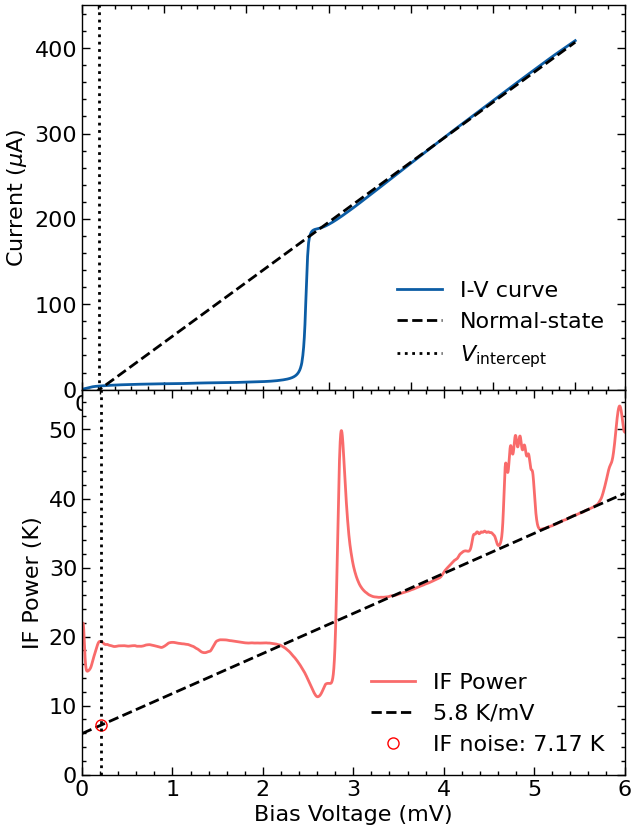 400
300
200
100
0
Current (μA)
I-V curve
Normal-state
V_intercept
0
50
40
30
20
10
0
IF Power (K)
IF Power
5.8 K/mV
IF noise: 7.17 K
0 1 2 3 4 5 6
Bias Voltage (mV)